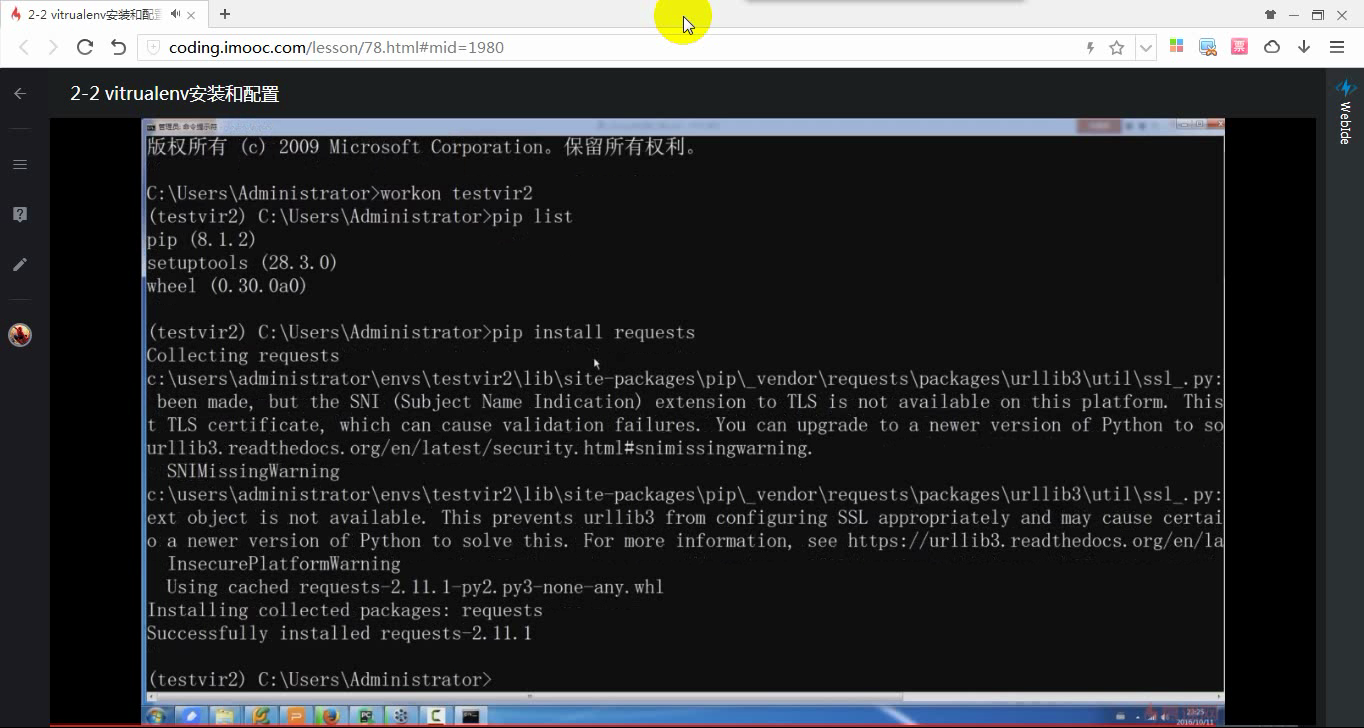 2-2 vitrualenv安装和配置
coding.imooc.com/lesson/78.html#mid=1980
票
2-2 vitrualenv安装和配置
WebIde
管理员: 命令提示符
版权所有 (c) 2009 Microsoft Corporation。保留所有权利。
C:\Users\Administrator>workon testvir2
(testvir2) C:\Users\Administrator>pip list
pip (8.1.2)
setuptools (28.3.0)
wheel (0.30.0a0)
(testvir2) C:\Users\Administrator>pip install requests
Collecting requests
c:\users\administrator\envs\testvir2\lib\site-packages\pip\_vendor\requests\packages\urllib3\util\ssl_.py:
been made, but the SNI (Subject Name Indication) extension to TLS is not available on this platform. This
t TLS certificate, which can cause validation failures. You can upgrade to a newer version of Python to so
urllib3.readthedocs.org/en/latest/security.html#snimissingwarning.
SNIMissingWarning
c:\users\administrator\envs\testvir2\lib\site-packages\pip\_vendor\requests\packages\urllib3\util\ssl_.py:
ext object is not available. This prevents urllib3 from configuring SSL appropriately and may cause certai
o a newer version of Python to solve this. For more information, see https://urllib3.readthedocs.org/en/la
InsecurePlatformWarning
Using cached requests-2.11.1-py2.py3-none-any.whl
Installing collected packages: requests
Successfully installed requests-2.11.1
(testvir2) C:\Users\Administrator>
23:25
2016/10/11